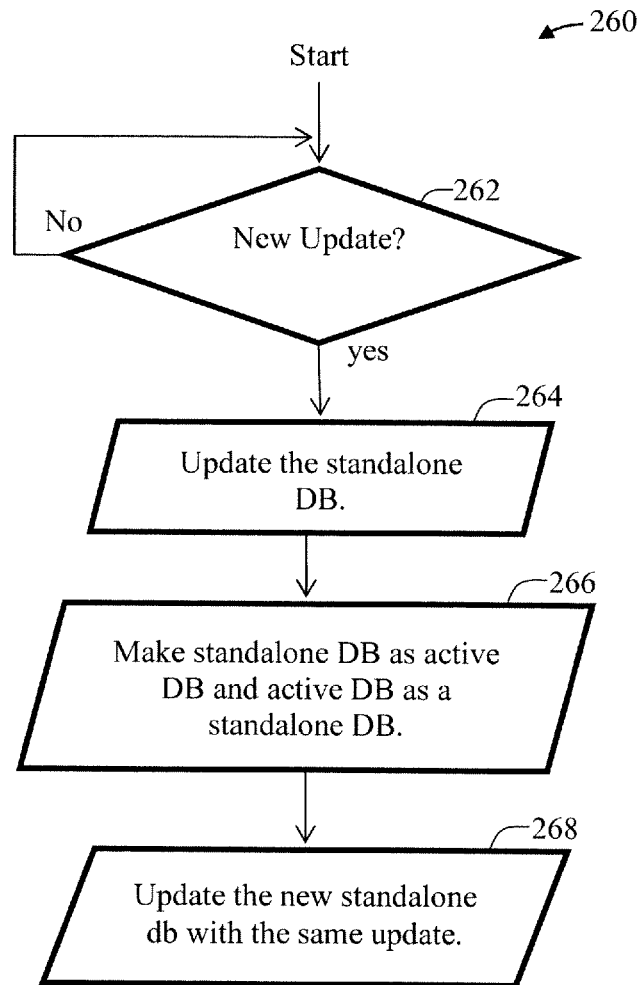 260
Start
262
No
New Update?
yes
264
Update the standalone
DB.
266
Make standalone DB as active
DB and active DB as a
standalone DB.
268
Update the new standalone
db with the same update.